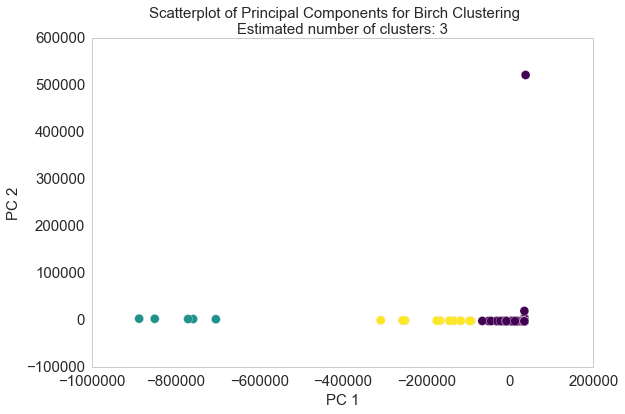 Scatterplot of Principal Components for Birch Clustering
Estimated number of clusters: 3
600000
500000
400000
300000
200000
100000
0
−100000
PC 2
−1000000 −800000 −600000 −400000 −200000 0 200000
PC 1